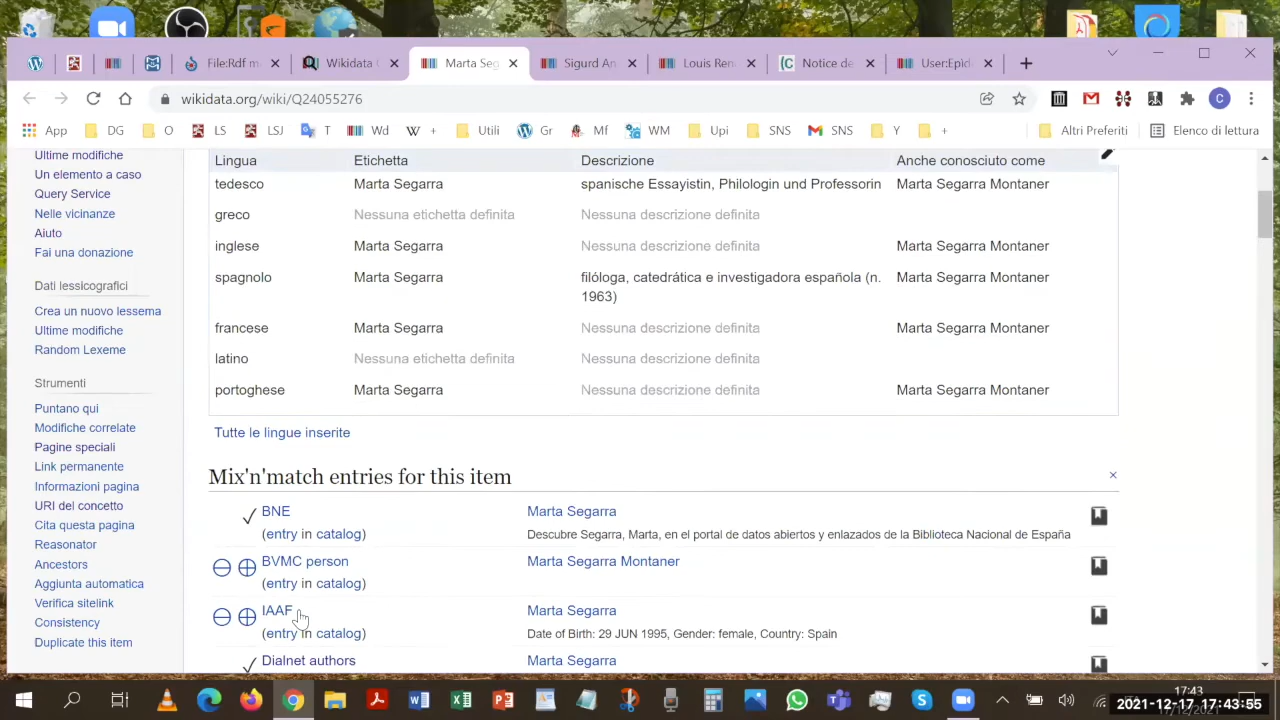 File:Rdf m
Wikidata
Marta Seg
Sigurd An
Louis Ren
Notice de
User:Epid
wikidata.org/wiki/Q24055276
App
DG
O
LS
LSJ
T
Wd
+
Utili
Gr
Mf
WM
Upi
SNS
SNS
Y
+
Altri Preferiti
Elenco di lettura
Ultime modifiche
Un elemento a caso
Query Service
Nelle vicinanze
Aiuto
Fai una donazione
Dati lessicografici
Crea un nuovo lessema
Ultime modifiche
Random Lexeme
Strumenti
Puntano qui
Modifiche correlate
Pagine speciali
Link permanente
Informazioni pagina
URI del concetto
Cita questa pagina
Reasonator
Ancestors
Aggiunta automatica
Verifica sitelink
Consistency
Duplicate this item
Lingua Etichetta Descrizione Anche conosciuto come
tedesco Marta Segarra spanische Essayistin, Philologin und Professorin Marta Segarra Montaner
greco Nessuna etichetta definita Nessuna descrizione definita
inglese Marta Segarra Nessuna descrizione definita Marta Segarra Montaner
spagnolo Marta Segarra filóloga, catedrática e investigadora española (n. Marta Segarra Montaner
1963)
francese Marta Segarra Nessuna descrizione definita Marta Segarra Montaner
latino Nessuna etichetta definita Nessuna descrizione definita
portoghese Marta Segarra Nessuna descrizione definita Marta Segarra Montaner
Tutte le lingue inserite
Mix'n'match entries for this item
BNE Marta Segarra
(entry in catalog) Descubre Segarra, Marta, en el portal de datos abiertos y enlazados de la Biblioteca Nacional de España
BVMC person Marta Segarra Montaner
(entry in catalog)
IAAF Marta Segarra
(entry in catalog) Date of Birth: 29 JUN 1995, Gender: female, Country: Spain
Dialnet authors Marta Segarra
17:43
2021-12-17 17:43:55